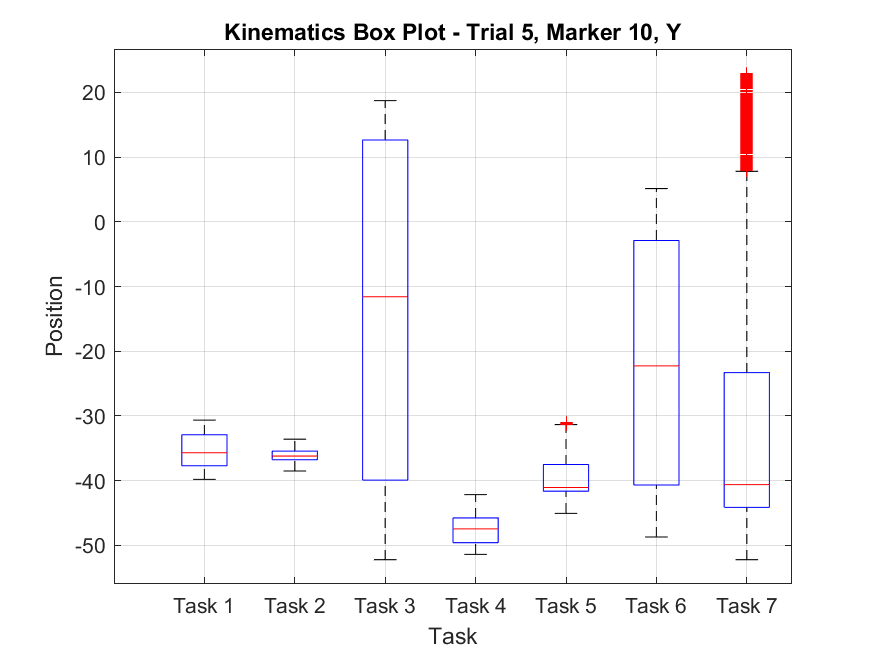 Kinematics Box Plot - Trial 5, Marker 10, Y
Position
20
10
0
-10
-20
-30
-40
-50
Task 1 Task 2 Task 3 Task 4 Task 5 Task 6 Task 7
Task